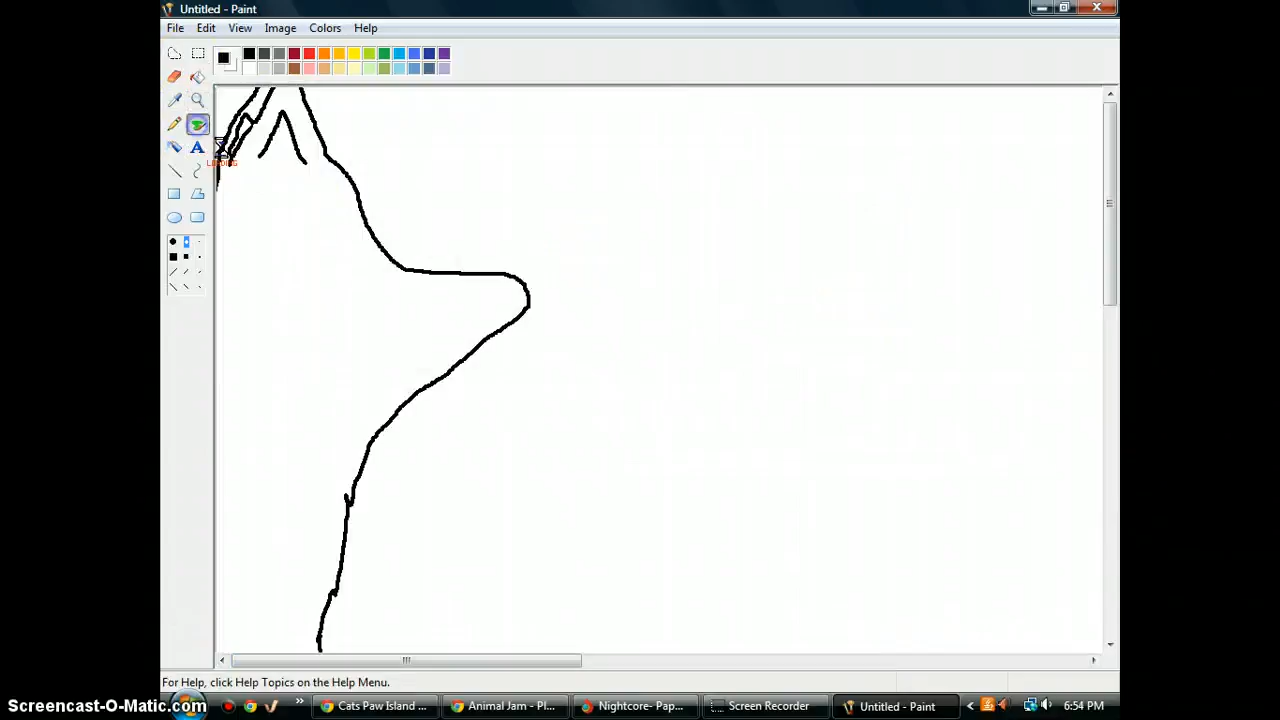 Untitled - Paint
File Edit View Image Colors Help
A
LOADING
For Help, click Help Topics on the Help Menu.
Screencast-O-Matic.com
»
Cats Paw Island ...
Animal Jam - Pl...
Nightcore- Pap...
Screen Recorder
Untitled - Paint
6:54 PM